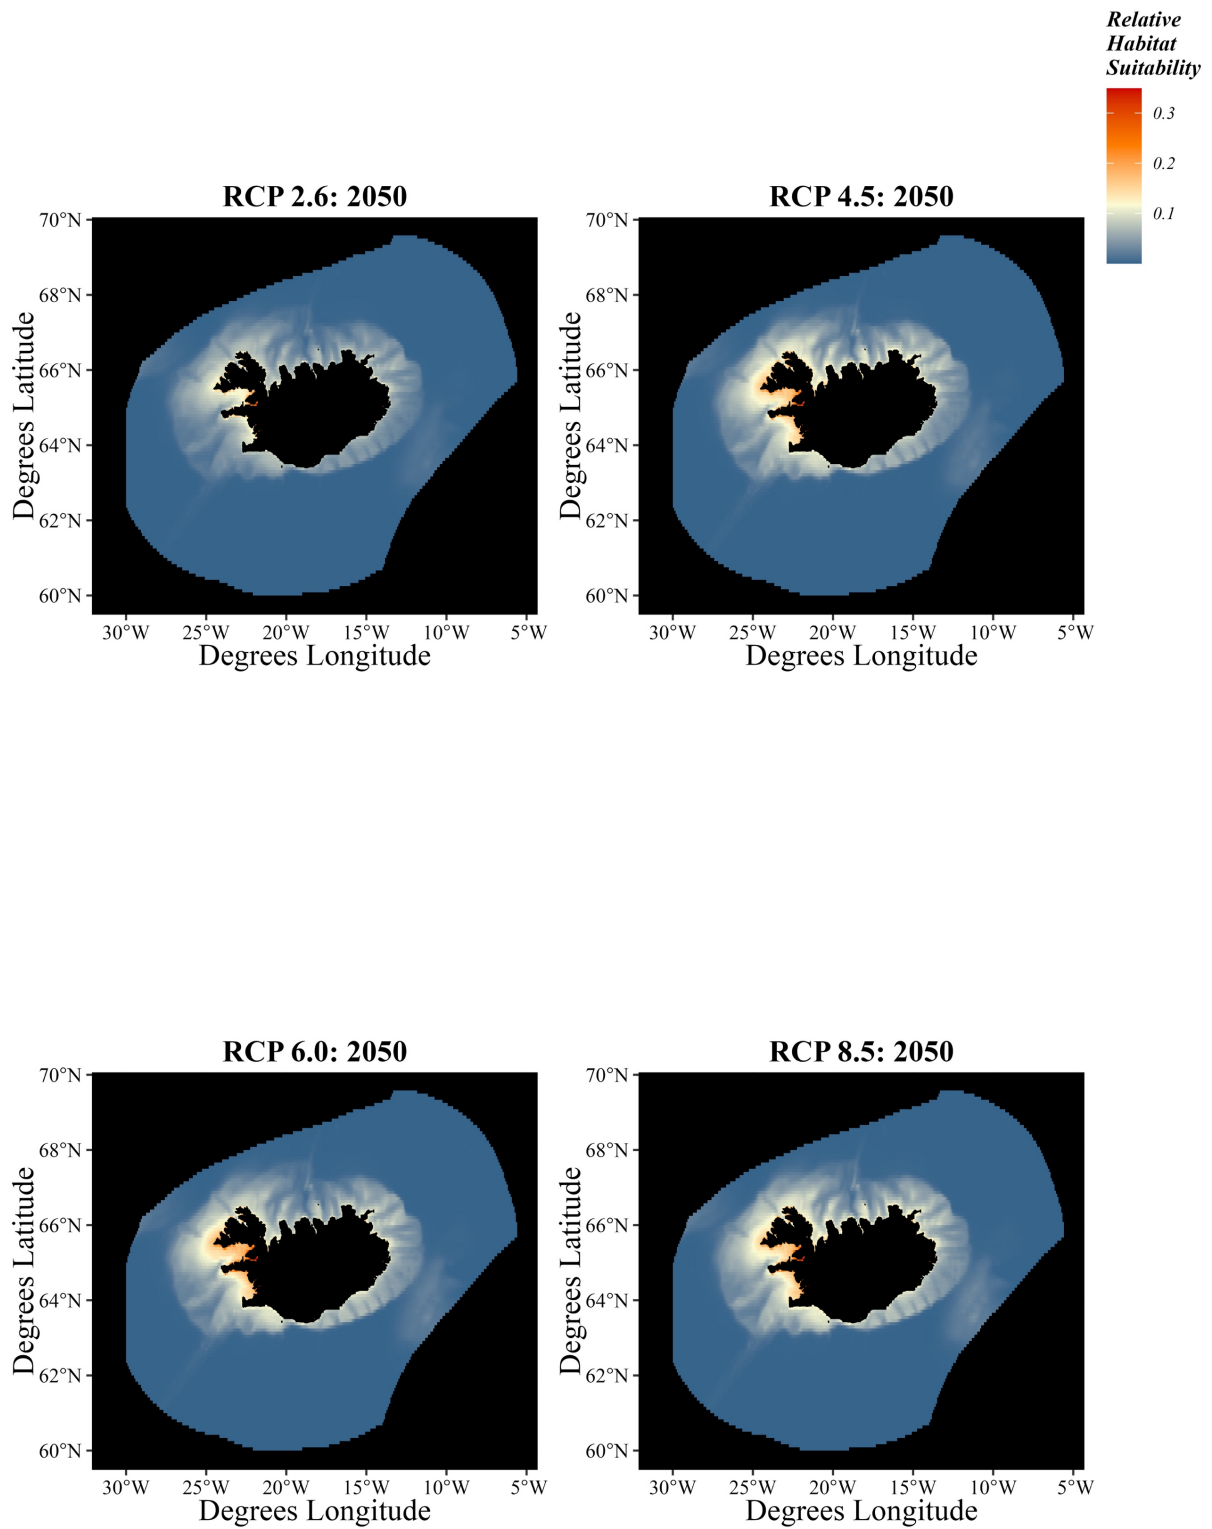 Relative
Habitat
Suitability
0.3
0.2
0.1
RCP 2.6: 2050
70°N
68°N
66°N
64°N
62°N
60°N
Degrees Latitude
30°W 25°W 20°W 15°W 10°W 5°W
Degrees Longitude
RCP 4.5: 2050
70°N
68°N
66°N
64°N
62°N
60°N
Degrees Latitude
30°W 25°W 20°W 15°W 10°W 5°W
Degrees Longitude
RCP 6.0: 2050
70°N
68°N
66°N
64°N
62°N
60°N
Degrees Latitude
30°W 25°W 20°W 15°W 10°W 5°W
Degrees Longitude
RCP 8.5: 2050
70°N
68°N
66°N
64°N
62°N
60°N
Degrees Latitude
30°W 25°W 20°W 15°W 10°W 5°W
Degrees Longitude